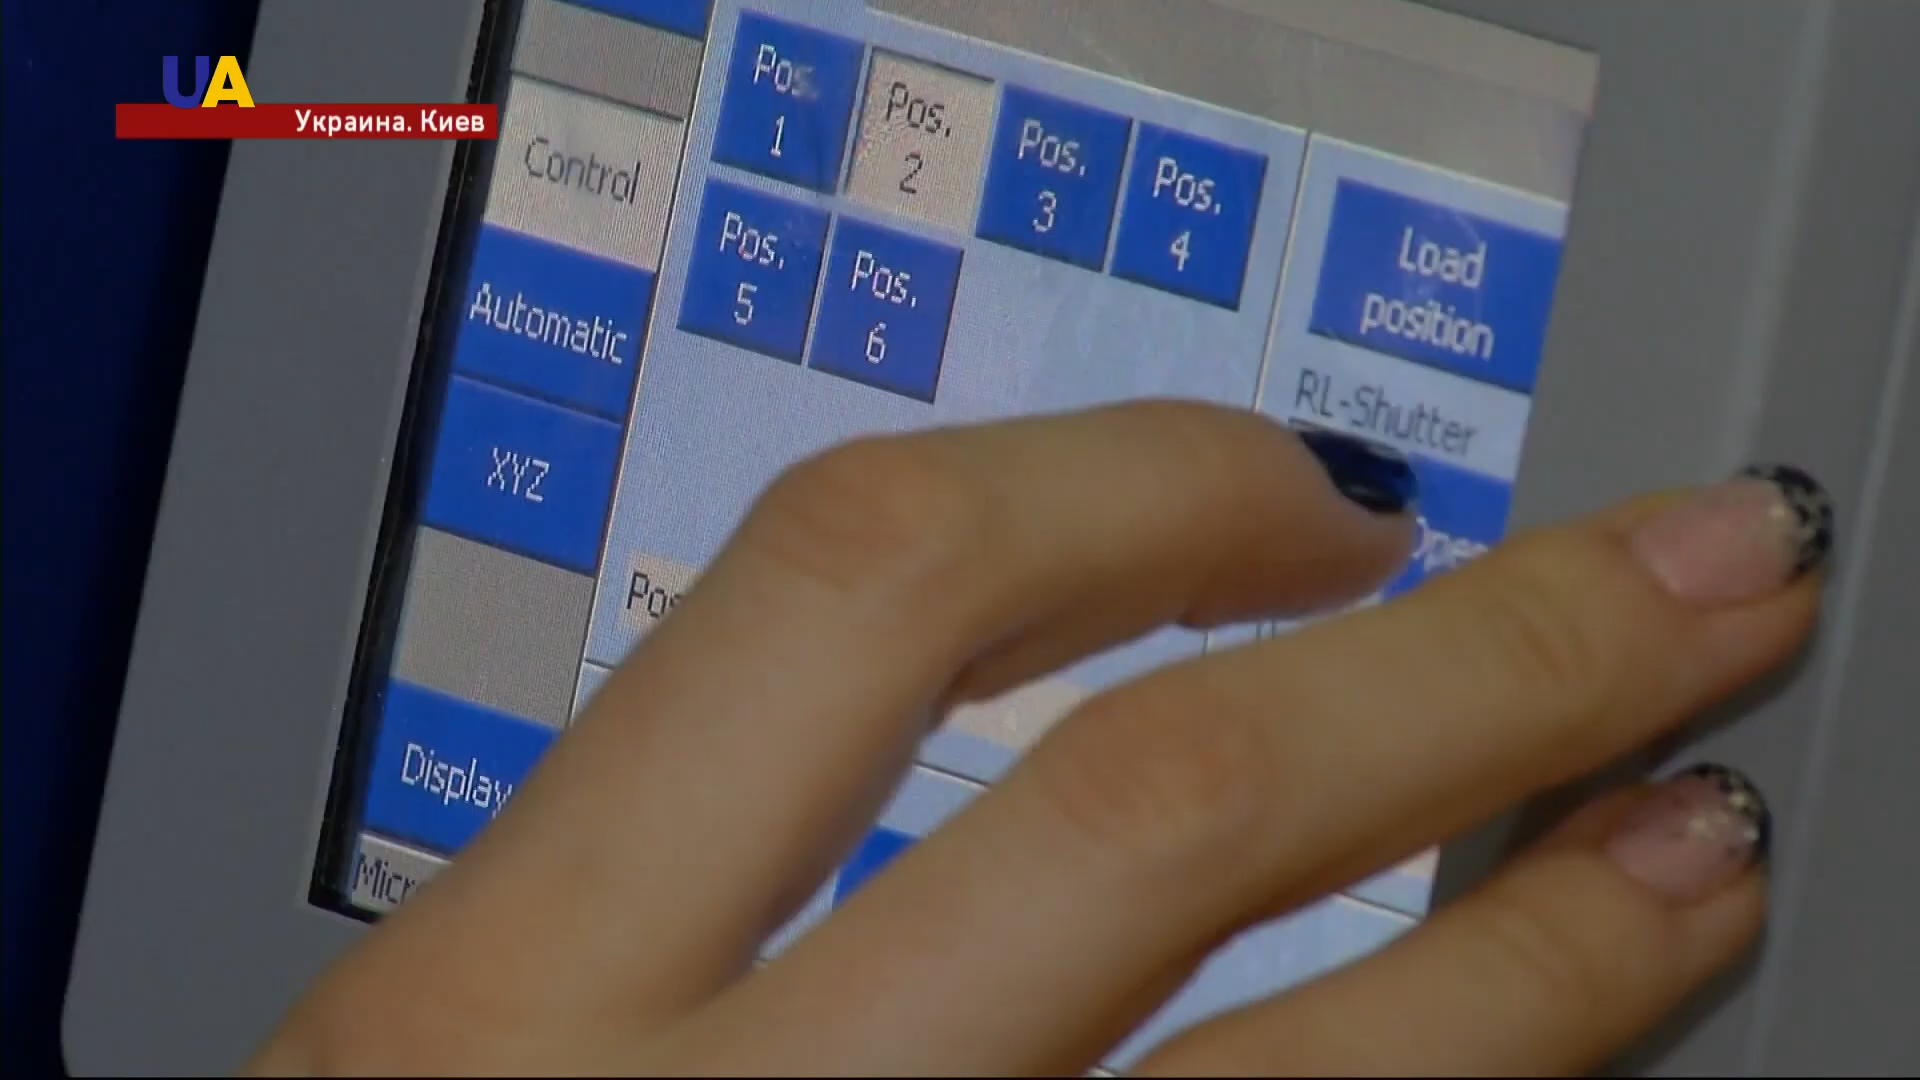 UA
Украина. Киев
Control
Automatic
XYZ
Display
Pos.
1
Pos.
2
Pos.
3
Pos.
4
Pos.
5
Pos.
6
Load
position
RL-Shutter